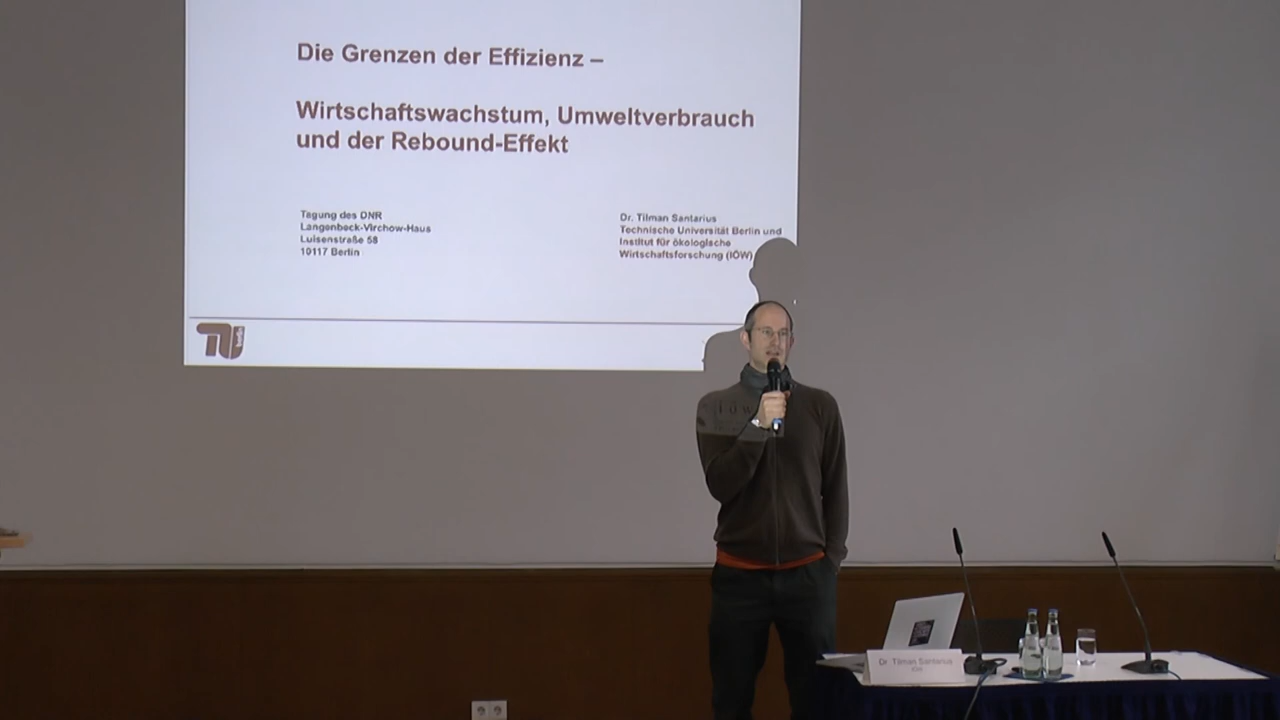 Die Grenzen der Effizienz –
Wirtschaftswachstum, Umweltverbrauch
und der Rebound-Effekt
Tagung des DNR
Langenbeck-Virchow-Haus
Luisenstraße 58
10117 Berlin
Dr. Tilman Santarius
Technische Universität Berlin und
Institut für ökologische
Wirtschaftsforschung (IÖW)
berlin
i ö w
Dr. Tilman Santarius